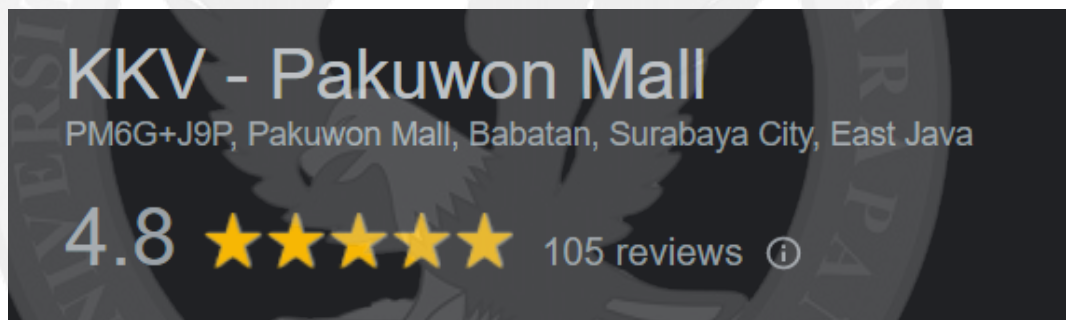 KKV - Pakuwon Mall
PM6G+J9P, Pakuwon Mall, Babatan, Surabaya City, East Java
4.8 105 reviews